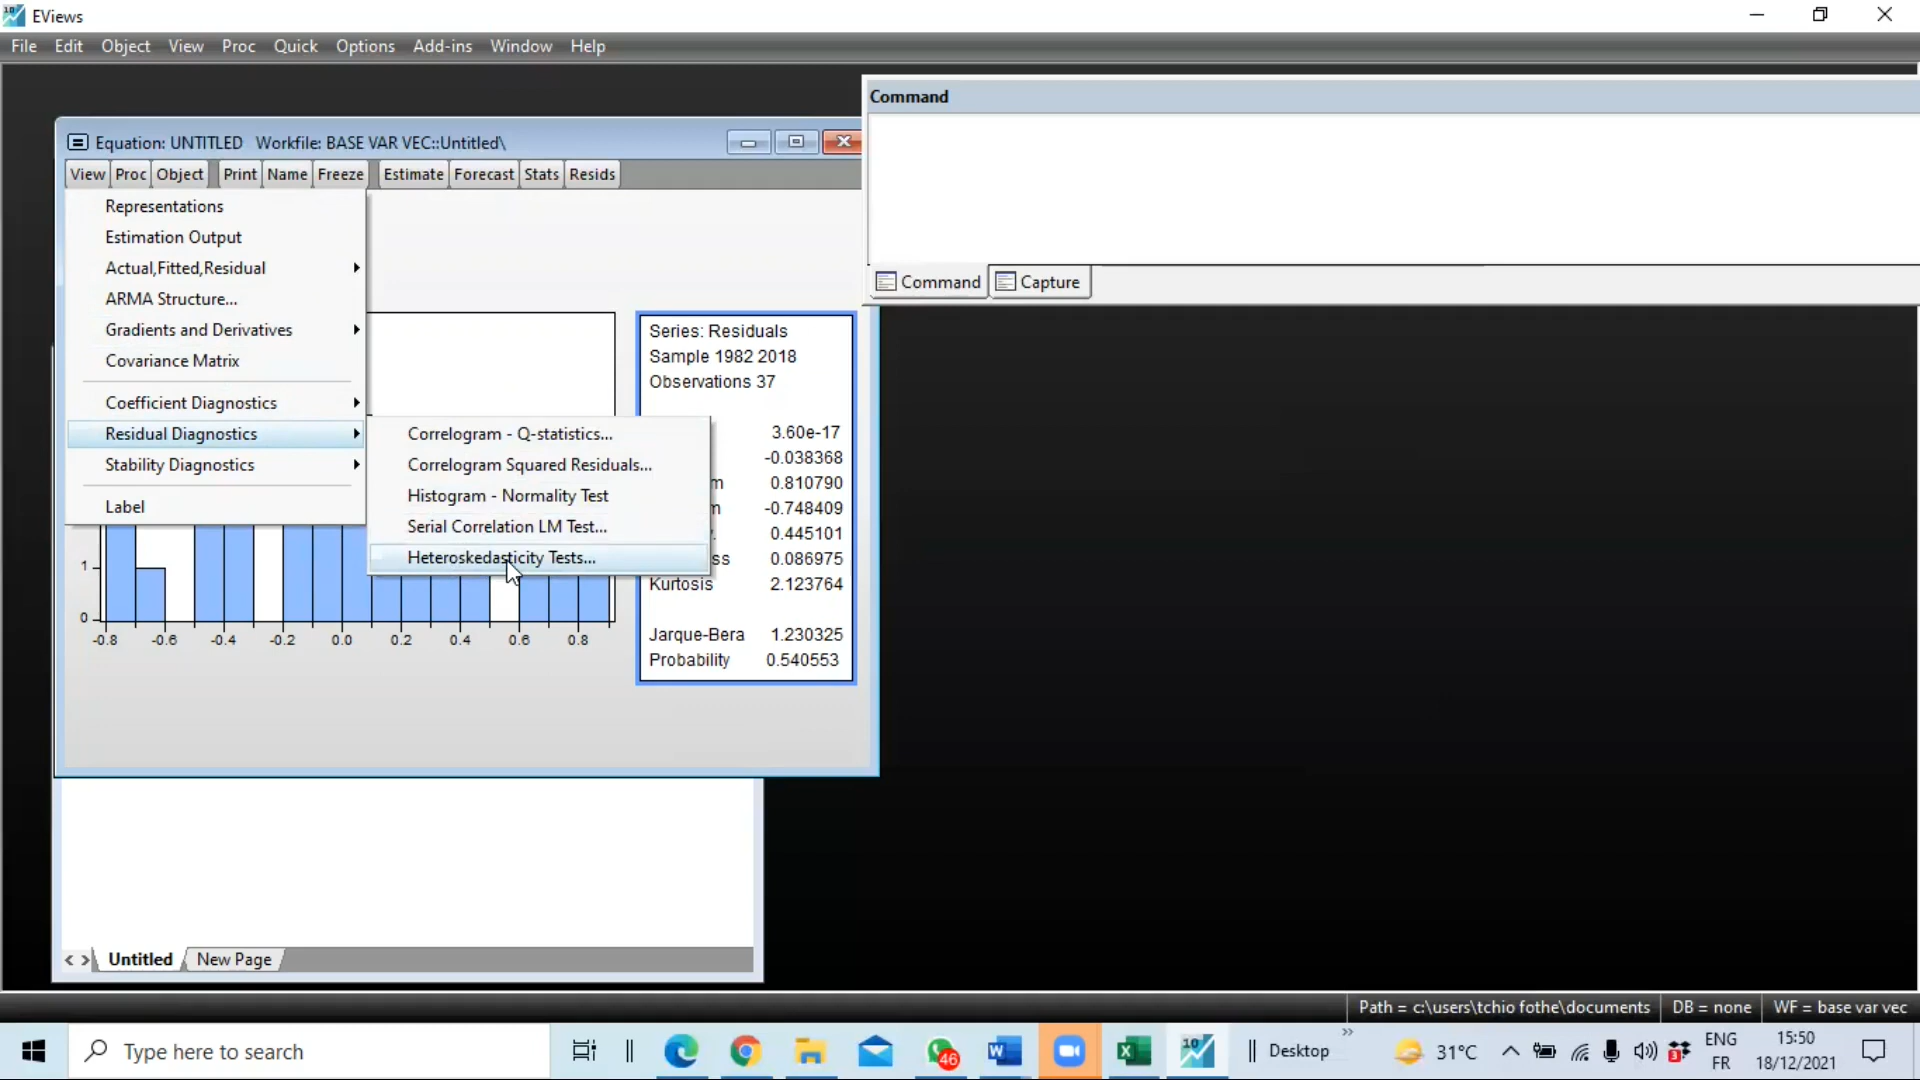 EViews
File Edit Object View Proc Quick Options Add-ins Window Help
Command
Equation: UNTITLED Workfile: BASE VAR VEC::Untitled\
View Proc Object Print Name Freeze Estimate Forecast Stats Resids
Representations
Estimation Output
Actual,Fitted,Residual
ARMA Structure...
Gradients and Derivatives
Covariance Matrix
Coefficient Diagnostics
Residual Diagnostics
Stability Diagnostics
Label
Command Capture
Correlogram - Q-statistics...
Correlogram Squared Residuals...
Histogram - Normality Test
Serial Correlation LM Test...
Heteroskedasticity Tests...
Series: Residuals
Sample 1982 2018
Observations 37
3.60e-17
-0.038368
m 0.810790
m -0.748409
. 0.445101
ss 0.086975
Kurtosis 2.123764
Jarque-Bera 1.230325
Probability 0.540553
1
0
-0.8 -0.6 -0.4 -0.2 0.0 0.2 0.4 0.6 0.8
Untitled New Page
Path = c:\users\tchio fothe\documents DB = none WF = base var vec
Type here to search
46
Desktop
31°C
3
ENG
FR
15:50
18/12/2021